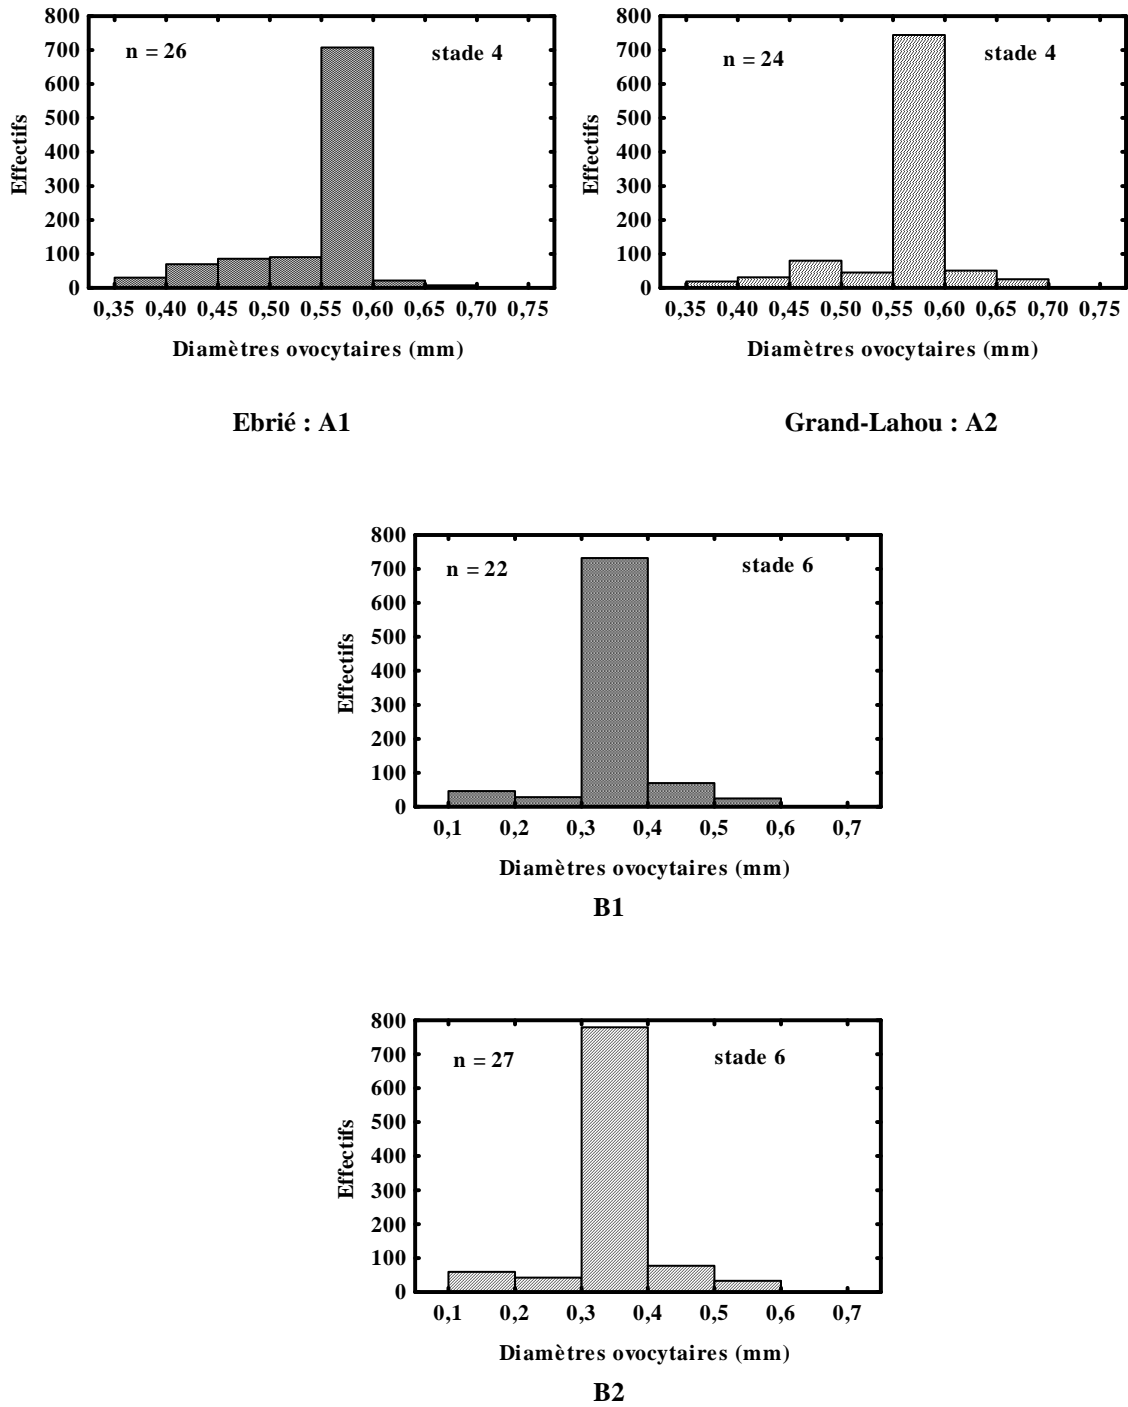 800
700
600
500
400
300
200
100
0
Effectifs
n = 26
stade 4
0,35 0,40 0,45 0,50 0,55 0,60 0,65 0,70 0,75
Diamètres ovocytaires (mm)
Ebrié : A1
800
700
600
500
400
300
200
100
0
Effectifs
n = 24
stade 4
0,35 0,40 0,45 0,50 0,55 0,60 0,65 0,70 0,75
Diamètres ovocytaires (mm)
Grand-Lahou : A2
800
700
600
500
400
300
200
100
0
Effectifs
n = 22
stade 6
0,1 0,2 0,3 0,4 0,5 0,6 0,7
Diamètres ovocytaires (mm)
B1
800
700
600
500
400
300
200
100
0
Effectifs
n = 27
stade 6
0,1 0,2 0,3 0,4 0,5 0,6 0,7
Diamètres ovocytaires (mm)
B2